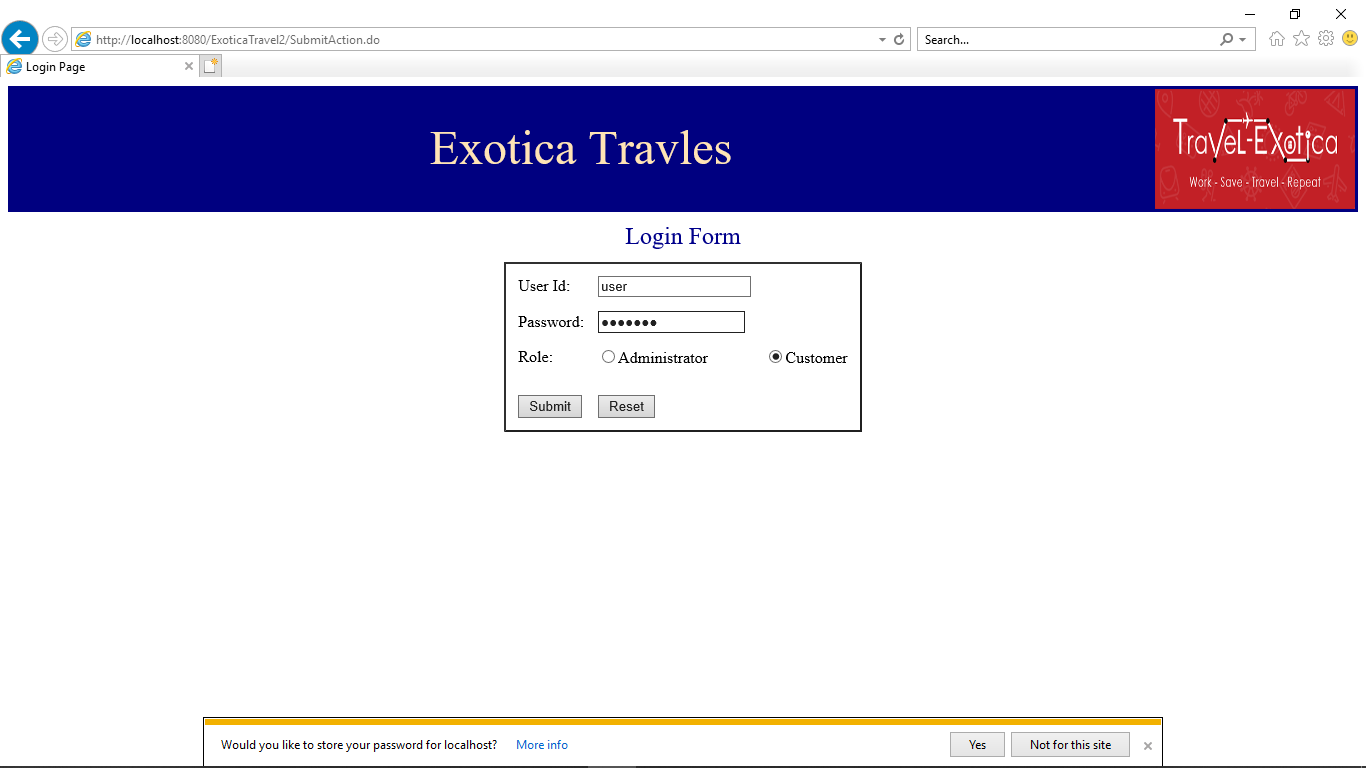 http://localhost:8080/ExoticaTravel2/SubmitAction.do
Search...
Login Page
Exotica Travles
Travel-Exotica
Work - Save - Travel - Repeat
Login Form
User Id: user
Password: •••••••
Role: Administrator Customer
Submit Reset
Would you like to store your password for localhost? More info Yes Not for this site